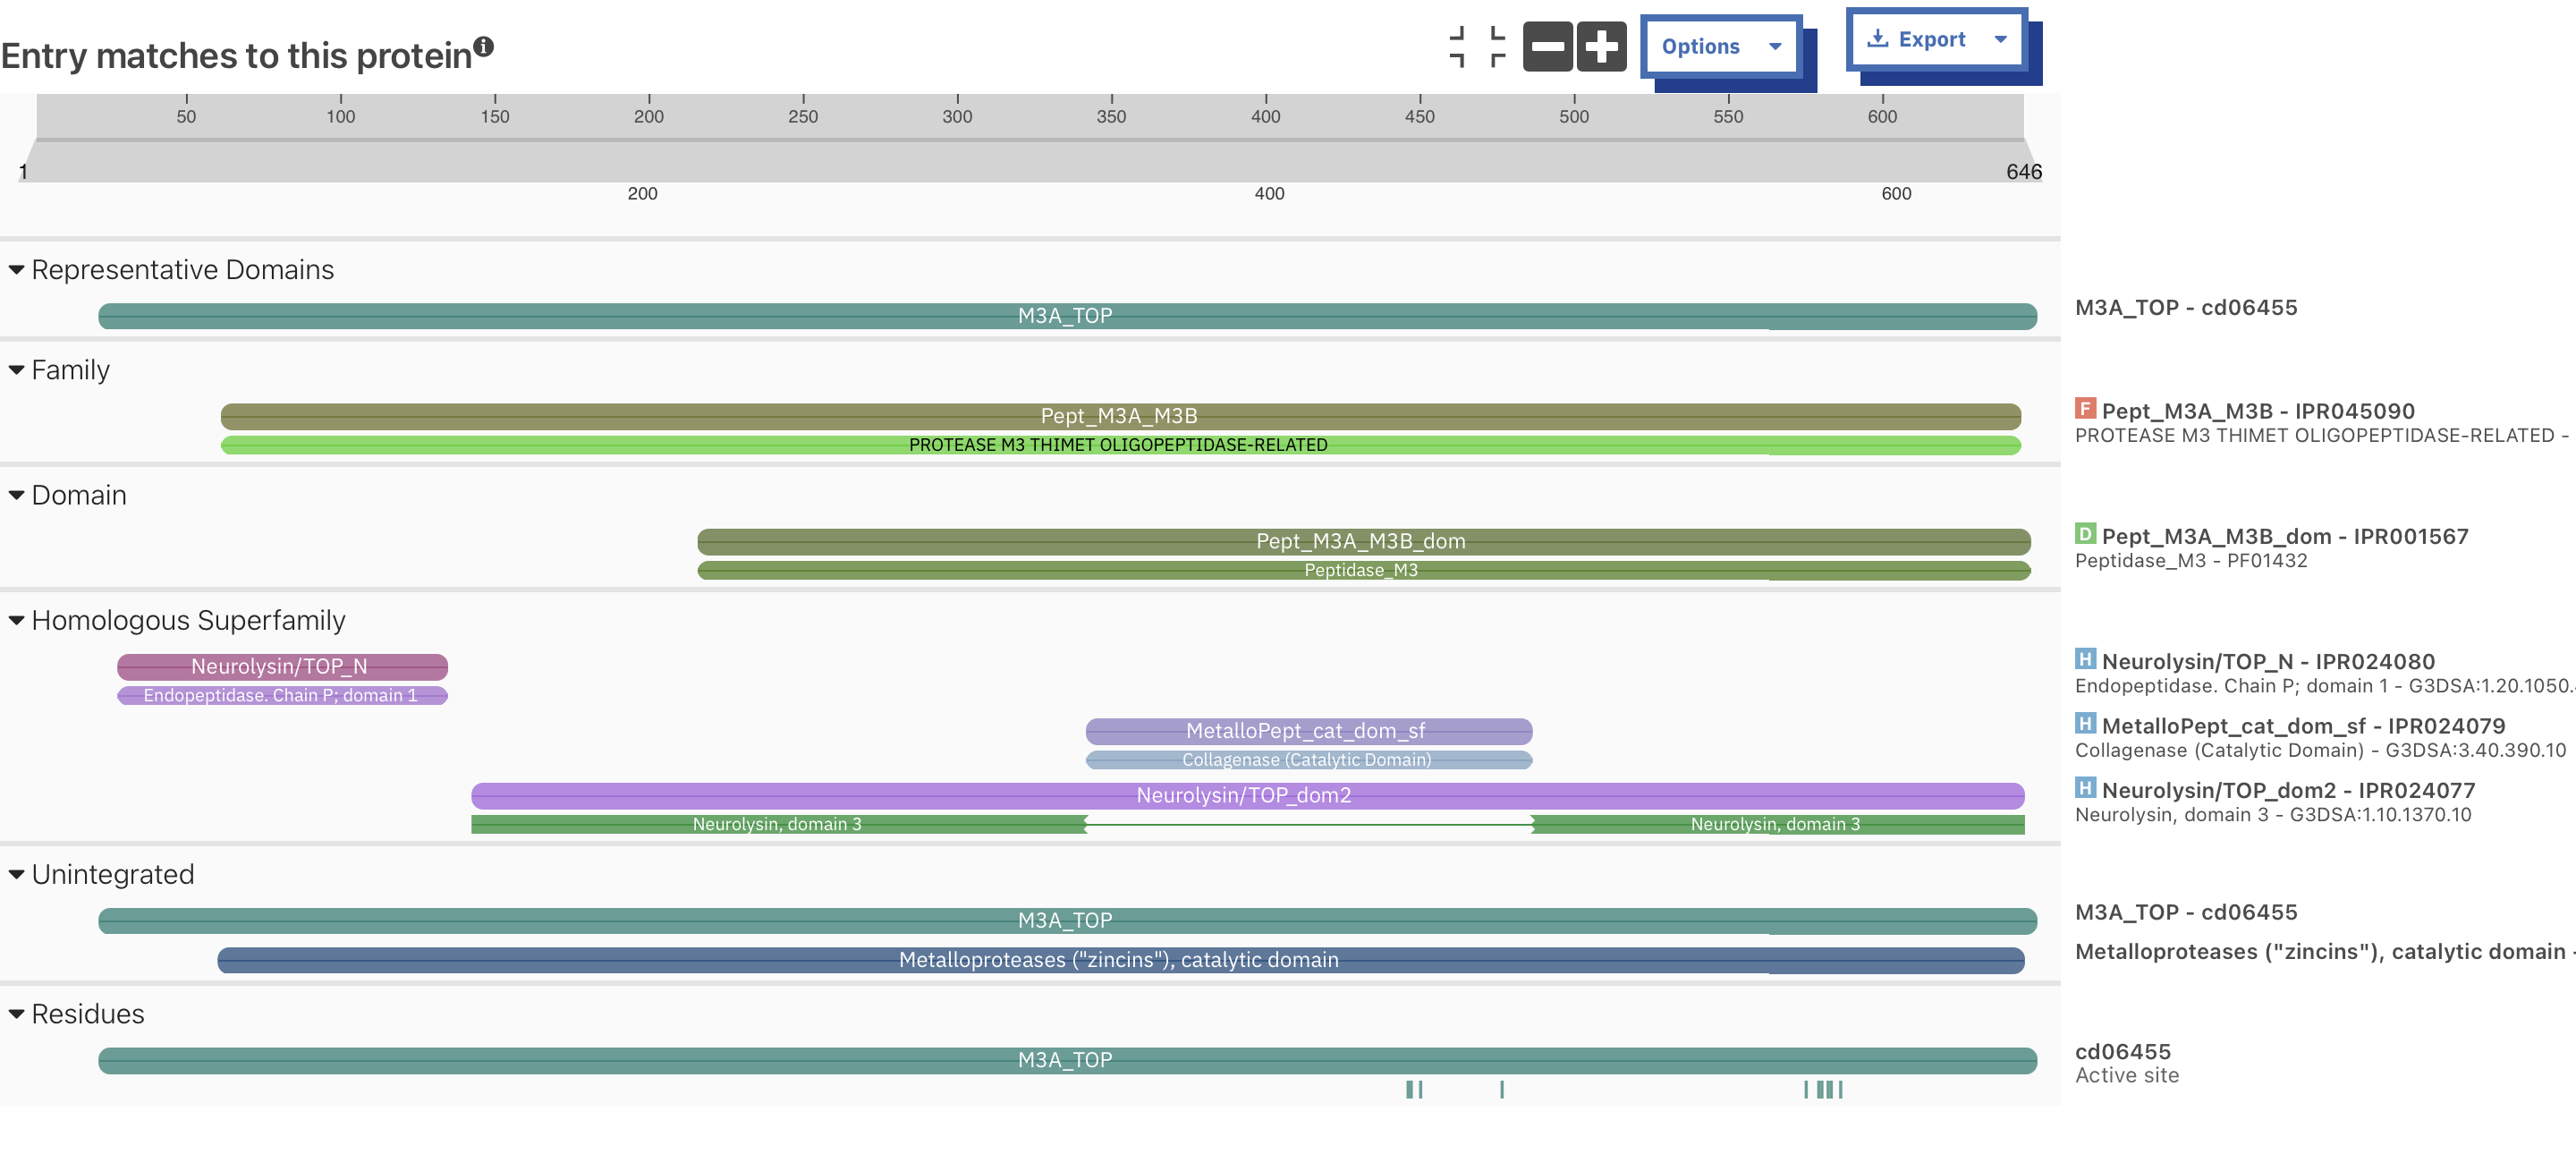 Entry matches to this protein
Options
Export
50 100 150 200 250 300 350 400 450 500 550 600
1 646
200 400 600
Representative Domains
M3A_TOP M3A_TOP - cd06455
Family
Pept_M3A_M3B F Pept_M3A_M3B - IPR045090
PROTEASE M3 THIMET OLIGOPEPTIDASE-RELATED PROTEASE M3 THIMET OLIGOPEPTIDASE-RELATED -
Domain
Pept_M3A_M3B_dom D Pept_M3A_M3B_dom - IPR001567
Peptidase_M3 Peptidase_M3 - PF01432
Homologous Superfamily
Neurolysin/TOP_N H Neurolysin/TOP_N - IPR024080
Endopeptidase. Chain P; domain 1 Endopeptidase. Chain P; domain 1 - G3DSA:1.20.1050.
MetalloPept_cat_dom_sf H MetalloPept_cat_dom_sf - IPR024079
Collagenase (Catalytic Domain) Collagenase (Catalytic Domain) - G3DSA:3.40.390.10
Neurolysin/TOP_dom2 H Neurolysin/TOP_dom2 - IPR024077
Neurolysin, domain 3 Neurolysin, domain 3 Neurolysin, domain 3 - G3DSA:1.10.1370.10
Unintegrated
M3A_TOP M3A_TOP - cd06455
Metalloproteases ("zincins"), catalytic domain Metalloproteases ("zincins"), catalytic domain -
Residues
M3A_TOP cd06455
Active site